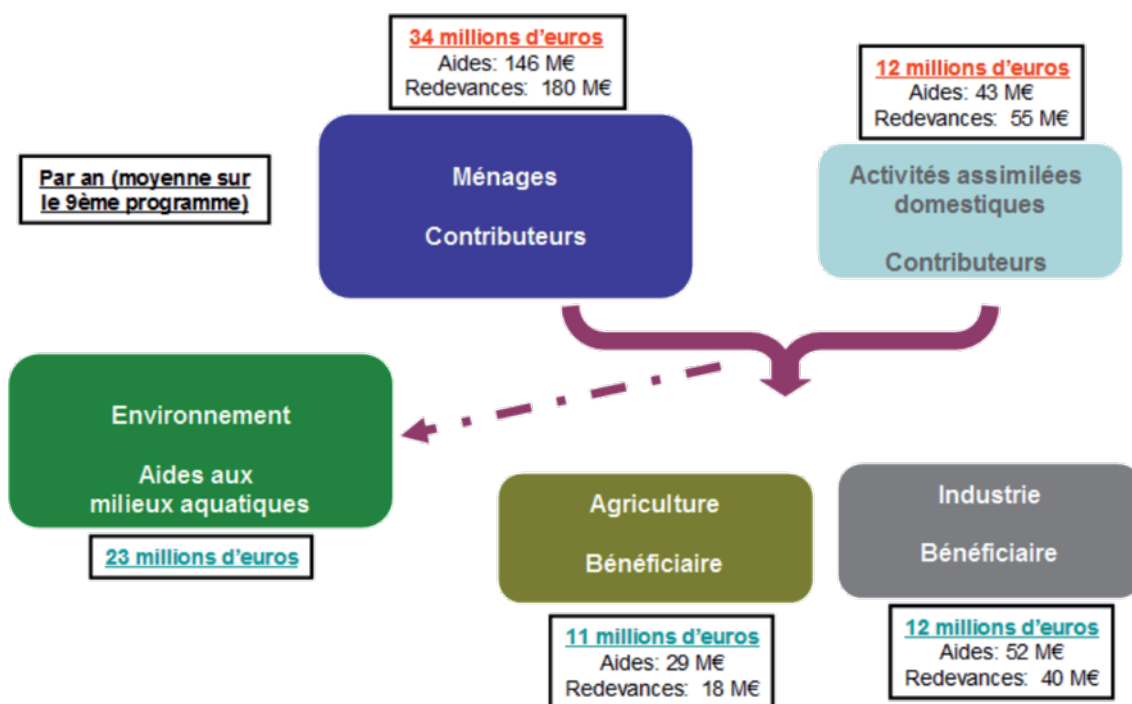 34 millions d'euros
Aides: 146 M€
Redevances: 180 M€
12 millions d'euros
Aides: 43 M€
Redevances: 55 M€
Par an (moyenne sur
le 9ème programme)
Ménages
Contributeurs
Activités assimilées
domestiques
Contributeurs
Environnement
Aides aux
milieux aquatiques
23 millions d'euros
Agriculture
Bénéficiaire
11 millions d'euros
Aides: 29 M€
Redevances: 18 M€
Industrie
Bénéficiaire
12 millions d'euros
Aides: 52 M€
Redevances: 40 M€